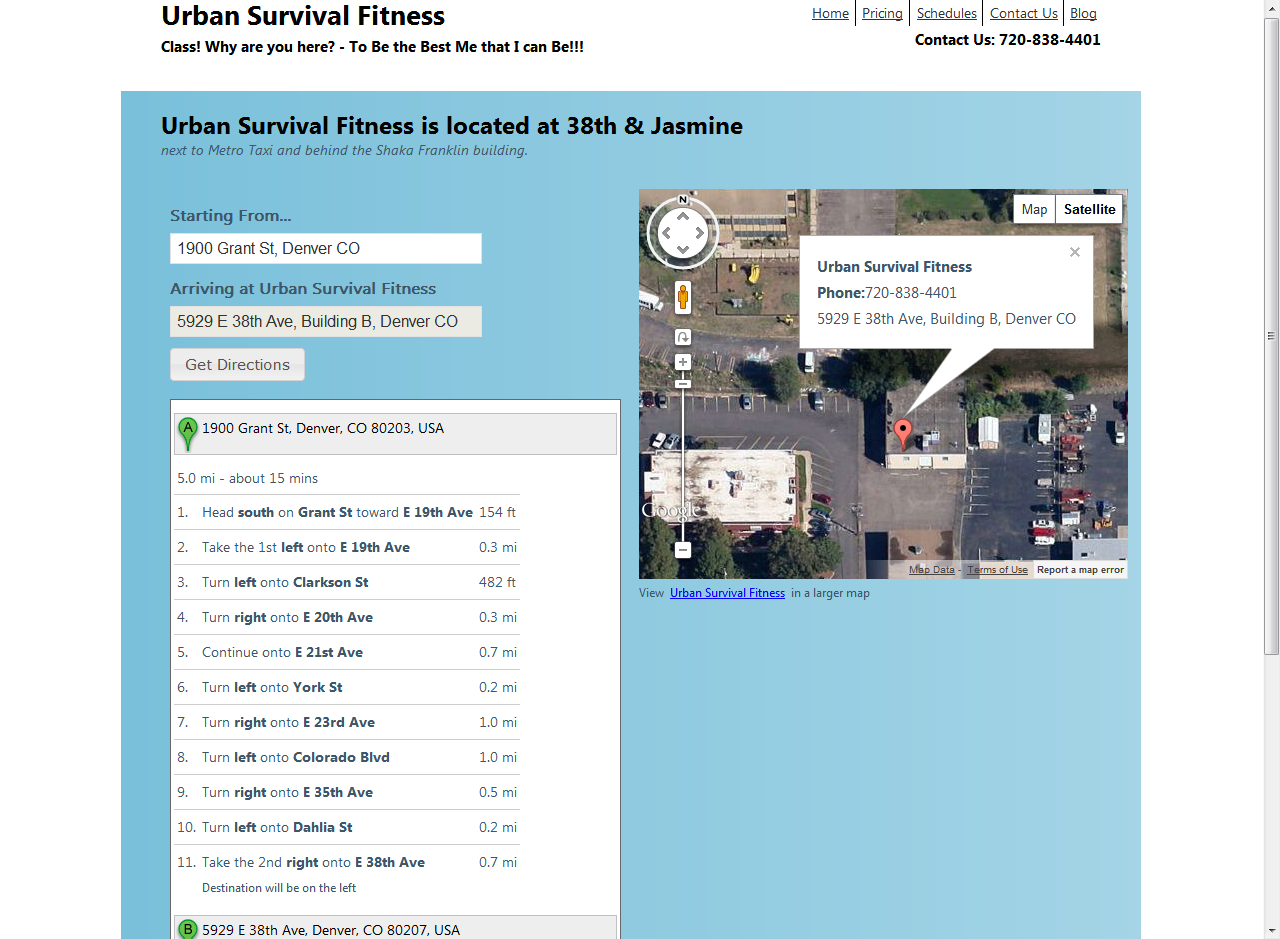 Urban Survival Fitness
Home Pricing Schedules Contact Us Blog
Class! Why are you here? - To Be the Best Me that I can Be!!!
Contact Us: 720-838-4401
Urban Survival Fitness is located at 38th & Jasmine
next to Metro Taxi and behind the Shaka Franklin building.
Starting From...
1900 Grant St, Denver CO
Arriving at Urban Survival Fitness
5929 E 38th Ave, Building B, Denver CO
Get Directions
A 1900 Grant St, Denver, CO 80203, USA
5.0 mi - about 15 mins
1. Head south on Grant St toward E 19th Ave 154 ft
2. Take the 1st left onto E 19th Ave 0.3 mi
3. Turn left onto Clarkson St 482 ft
4. Turn right onto E 20th Ave 0.3 mi
5. Continue onto E 21st Ave 0.7 mi
6. Turn left onto York St 0.2 mi
7. Turn right onto E 23rd Ave 1.0 mi
8. Turn left onto Colorado Blvd 1.0 mi
9. Turn right onto E 35th Ave 0.5 mi
10. Turn left onto Dahlia St 0.2 mi
11. Take the 2nd right onto E 38th Ave 0.7 mi
Destination will be on the left
B 5929 E 38th Ave, Denver, CO 80207, USA
N
Map Satellite
Urban Survival Fitness
Phone:720-838-4401
5929 E 38th Ave, Building B, Denver CO
Google
Map Data - Terms of Use Report a map error
View Urban Survival Fitness in a larger map